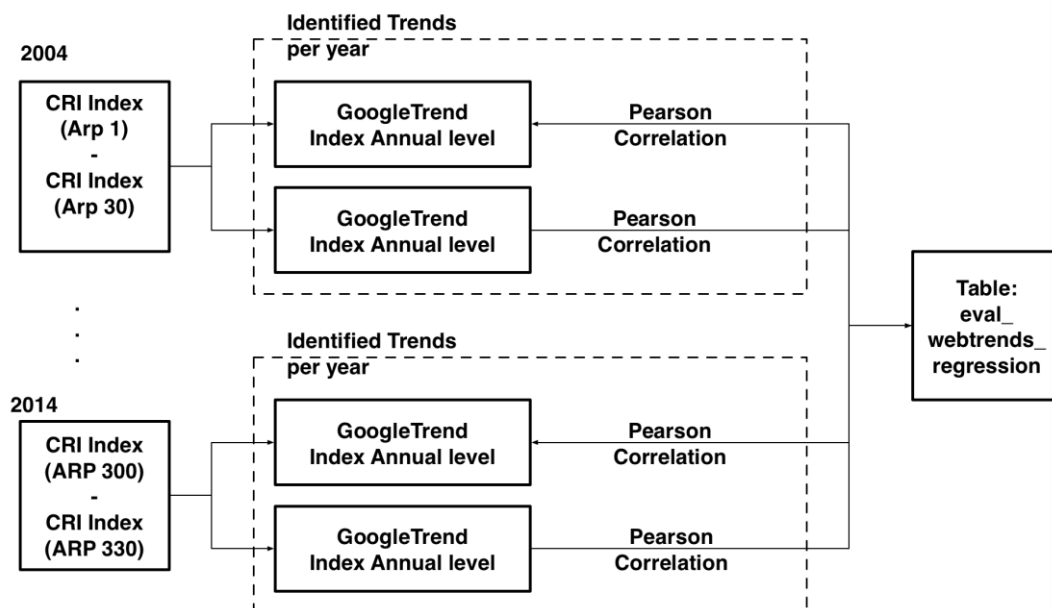 Identified Trends
per year
2004
CRI Index
(Arp 1)
-
CRI Index
(Arp 30)
GoogleTrend
Index Annual level
Pearson
Correlation
GoogleTrend
Index Annual level
Pearson
Correlation
.
.
.
Table:
eval_
webtrends_
regression
Identified Trends
per year
2014
CRI Index
(ARP 300)
-
CRI Index
(ARP 330)
GoogleTrend
Index Annual level
Pearson
Correlation
GoogleTrend
Index Annual level
Pearson
Correlation